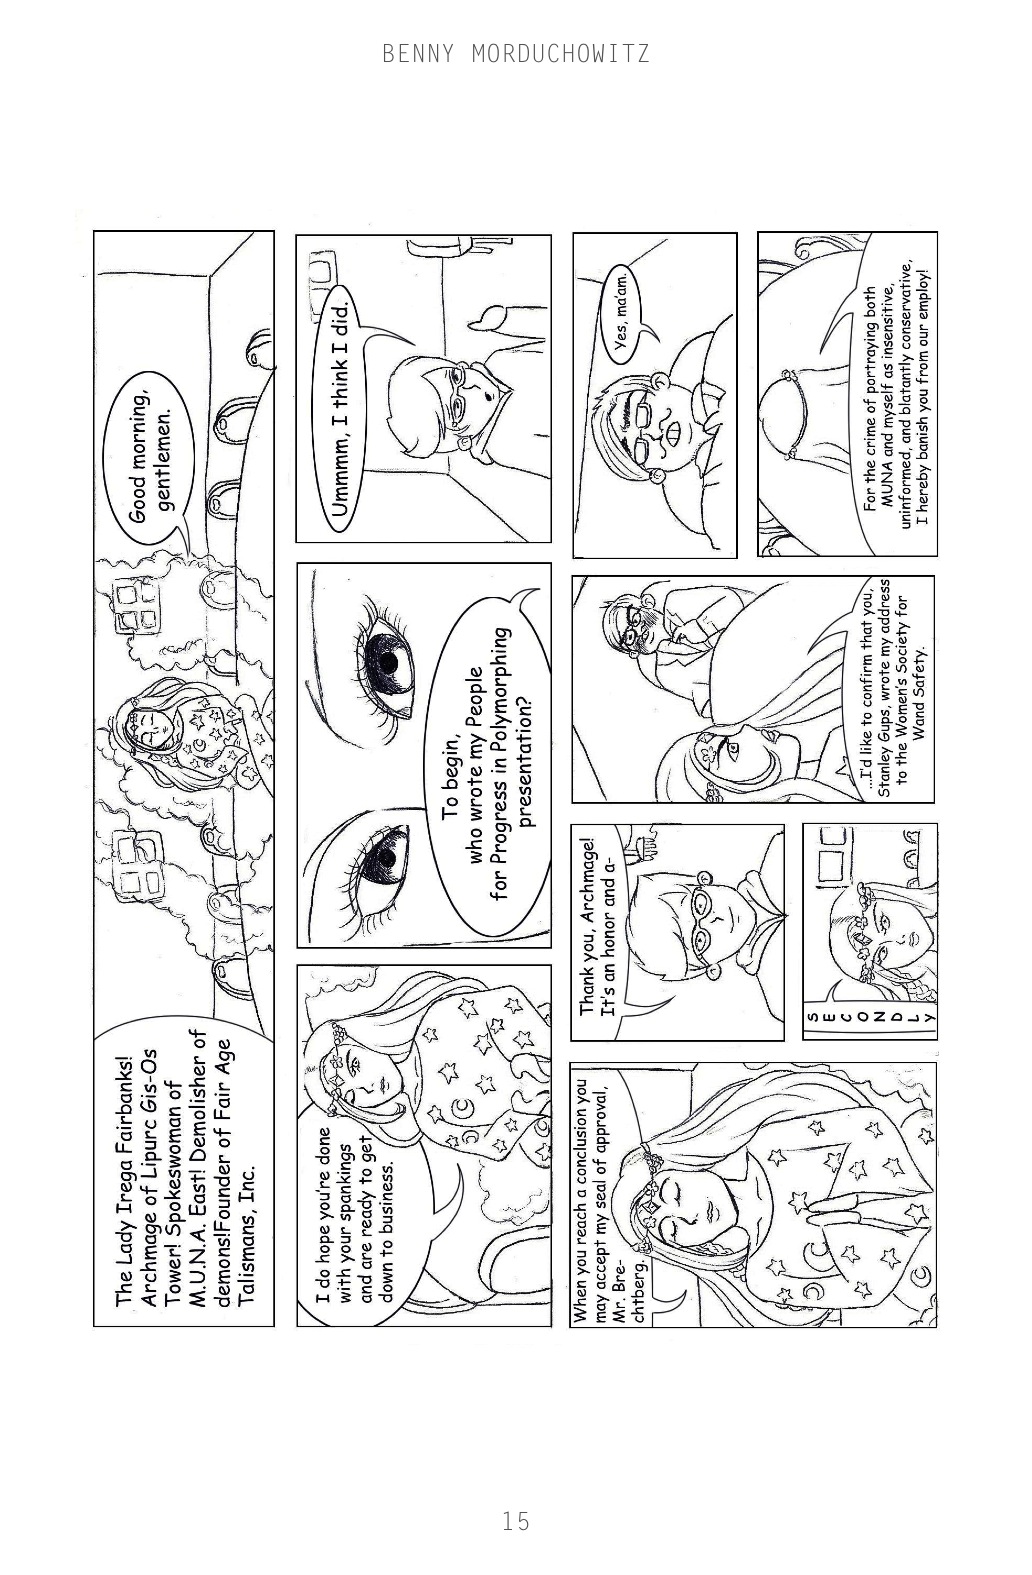 BENNY MORDUCHOWITZ
The Lady Irega Fairbanks!
Archmage of Lipurc Gis-Os
Tower! Spokeswoman of
M.U.N.A. East! Demolisher of
demons!Founder of Fair Age
Talismans, Inc.
Good morning,
gentlemen.
I do hope you're done
with your spankings
and are ready to get
down to business.
To begin,
who wrote my People
for Progress in Polymorphing
presentation?
Ummmm, I think I did.
When you reach a conclusion you
may accept my seal of approval,
Mr. Bre-
chtberg.
Thank you, Archmage!
It's an honor and a-
SECONDLY
...I'd like to confirm that you,
Stanley Gups, wrote my address
to the Women's Society for
Wand Safety.
Yes, ma'am.
For the crime of portraying both
MUNA and myself as insensitive,
uninformed, and blatantly conservative,
I hereby banish you from our employ!
15